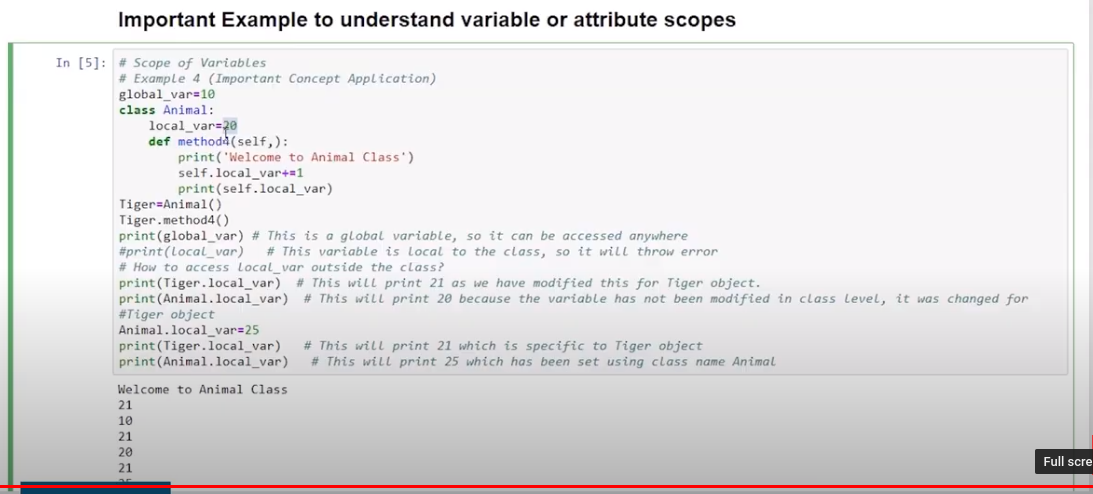 Important Example to understand variable or attribute scopes
In [5]: # Scope of Variables
# Example 4 (Important Concept Application)
global_var=10
class Animal:
    local_var=20
    def method4(self,):
        print('Welcome to Animal Class')
        self.local_var+=1
        print(self.local_var)
Tiger=Animal()
Tiger.method4()
print(global_var) # This is a global variable, so it can be accessed anywhere
#print(local_var)   # This variable is local to the class, so it will throw error
# How to access local_var outside the class?
print(Tiger.local_var)  # This will print 21 as we have modified this for Tiger object.
print(Animal.local_var)  # This will print 20 because the variable has not been modified in class level, it was changed for
#Tiger object
Animal.local_var=25
print(Tiger.local_var)   # This will print 21 which is specific to Tiger object
print(Animal.local_var)   # This will print 25 which has been set using class name Animal
Welcome to Animal Class
21
10
21
20
21
Full scre